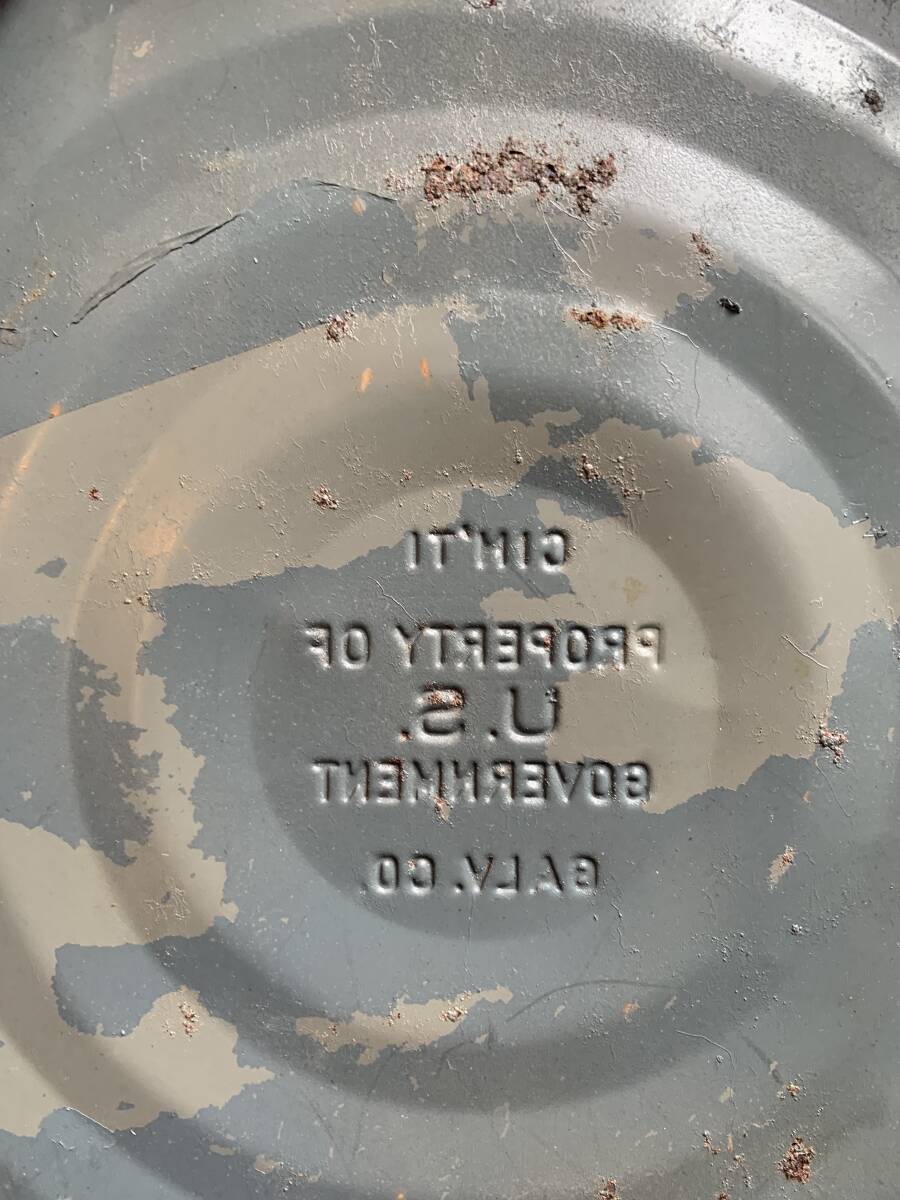 CIN'TI
PROPERTY OF
U.S.
GOVERNMENT
GALV. CO.